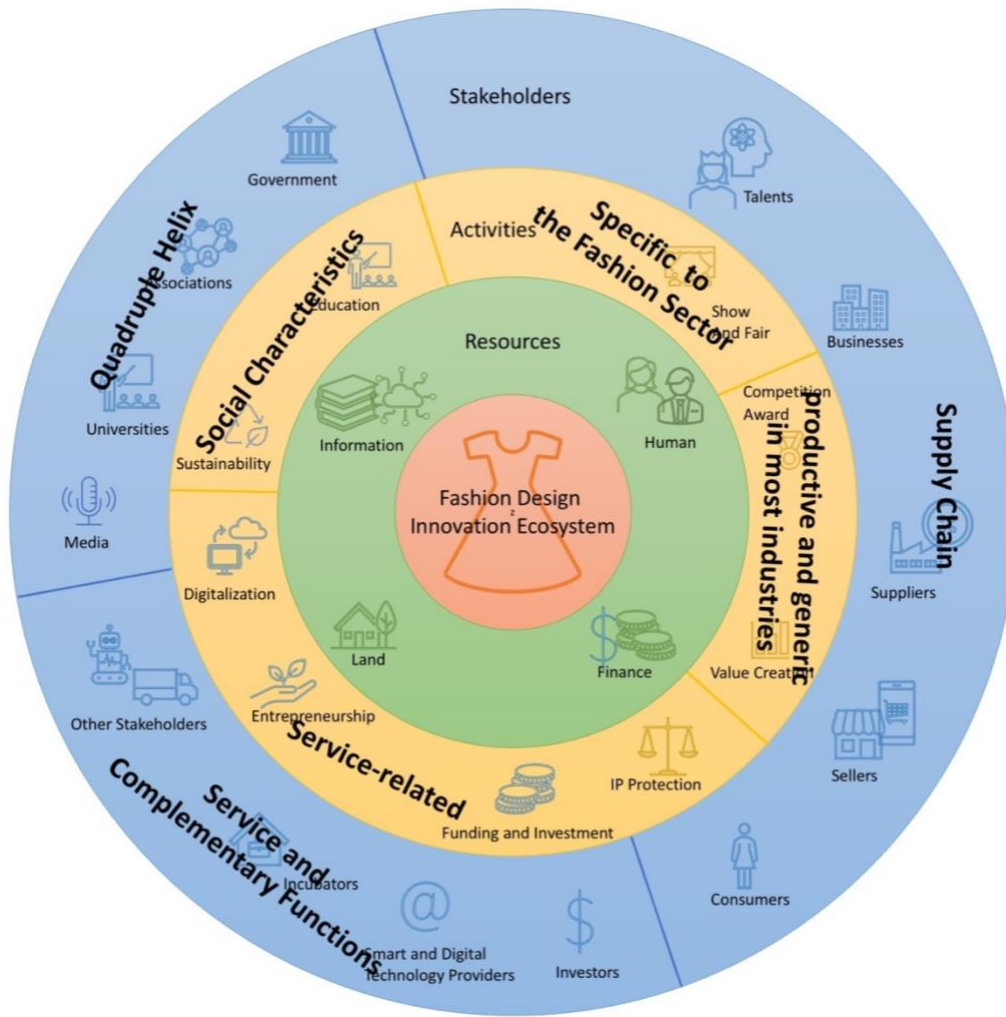 Stakeholders
Government
Talents
Quadruple Helix
Associations
Activities
Specific to
the Fashion Sector
Social Characteristics
Education
Show
And Fair
Businesses
Resources
Universities
Sustainability
Information
Human
Competition
Award
productive and generic
in most industries
Supply Chain
Media
Fashion Design
z
Innovation Ecosystem
Digitalization
Suppliers
Land
Finance
Value Creation
Other Stakeholders
Entrepreneurship
Service-related
IP Protection
Sellers
Funding and Investment
Service and
Complementary Functions
Incubators
@
Consumers
Smart and Digital
Technology Providers
Investors